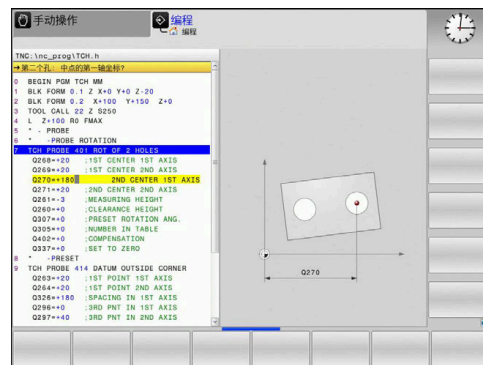 手动操作
编程
编程
TNC:\nc_prog\TCH.h
→第二个孔: 中点的第一轴坐标?
0 BEGIN PGM TCH MM
1 BLK FORM 0.1 Z X+0 Y+0 Z-20
2 BLK FORM 0.2 X+100 Y+150 Z+0
3 TOOL CALL 22 Z S250
4 L Z+100 R0 FMAX
5 * - PROBE
6 * -PROBE ROTATION
7 TCH PROBE 401 ROT OF 2 HOLES
Q268=+20 ;1ST CENTER 1ST AXIS
Q269=+20 ;1ST CENTER 2ND AXIS
Q270=+180 2ND CENTER 1ST AXIS
Q271=+20 ;2ND CENTER 2ND AXIS
Q261=-3 ;MEASURING HEIGHT
Q260=+0 ;CLEARANCE HEIGHT
Q307=+0 ;PRESET ROTATION ANG.
Q305=+0 ;NUMBER IN TABLE
Q402=+0 ;COMPENSATION
Q337=+0 ;SET TO ZERO
8 * -PRESET
9 TCH PROBE 414 DATUM OUTSIDE CORNER
Q263=+20 ;1ST POINT 1ST AXIS
Q264=+20 ;1ST POINT 2ND AXIS
Q326=+180 ;SPACING IN 1ST AXIS
Q296=+0 ;3RD PNT IN 1ST AXIS
Q297=+40 ;3RD PNT IN 2ND AXIS
Q270